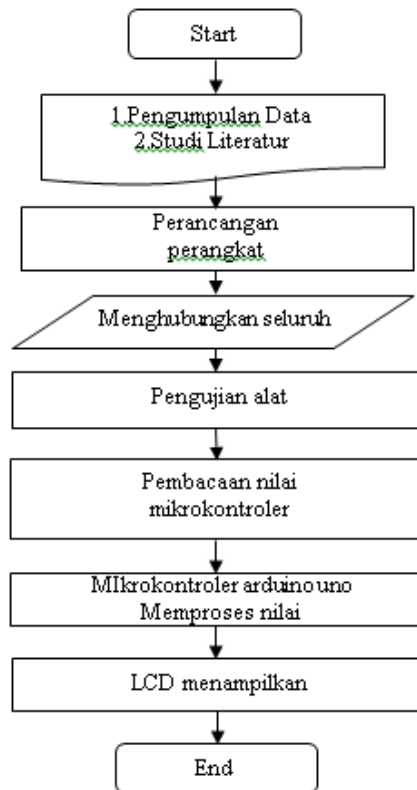 Start
1.Pengumpulan Data
2.Studi Literatur
Perancangan
perangkat
Menghubungkan seluruh
Pengujian alat
Pembacaan nilai
mikrokontroler
MIkrokontroler arduino uno
Memproses nilai
LCD menampilkan
End